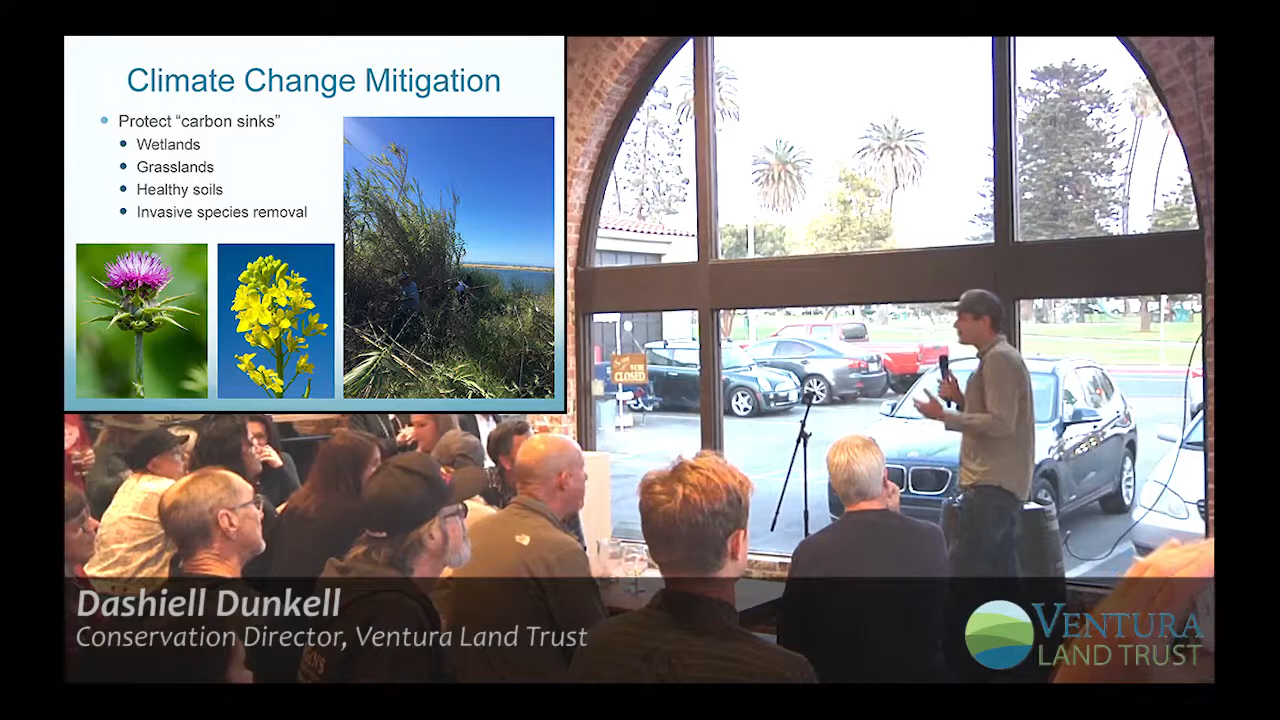 Climate Change Mitigation
Protect “carbon sinks”
Wetlands
Grasslands
Healthy soils
Invasive species removal
CLOSED
Dashiell Dunkell
Conservation Director, Ventura Land Trust
VENTURA
LAND TRUST